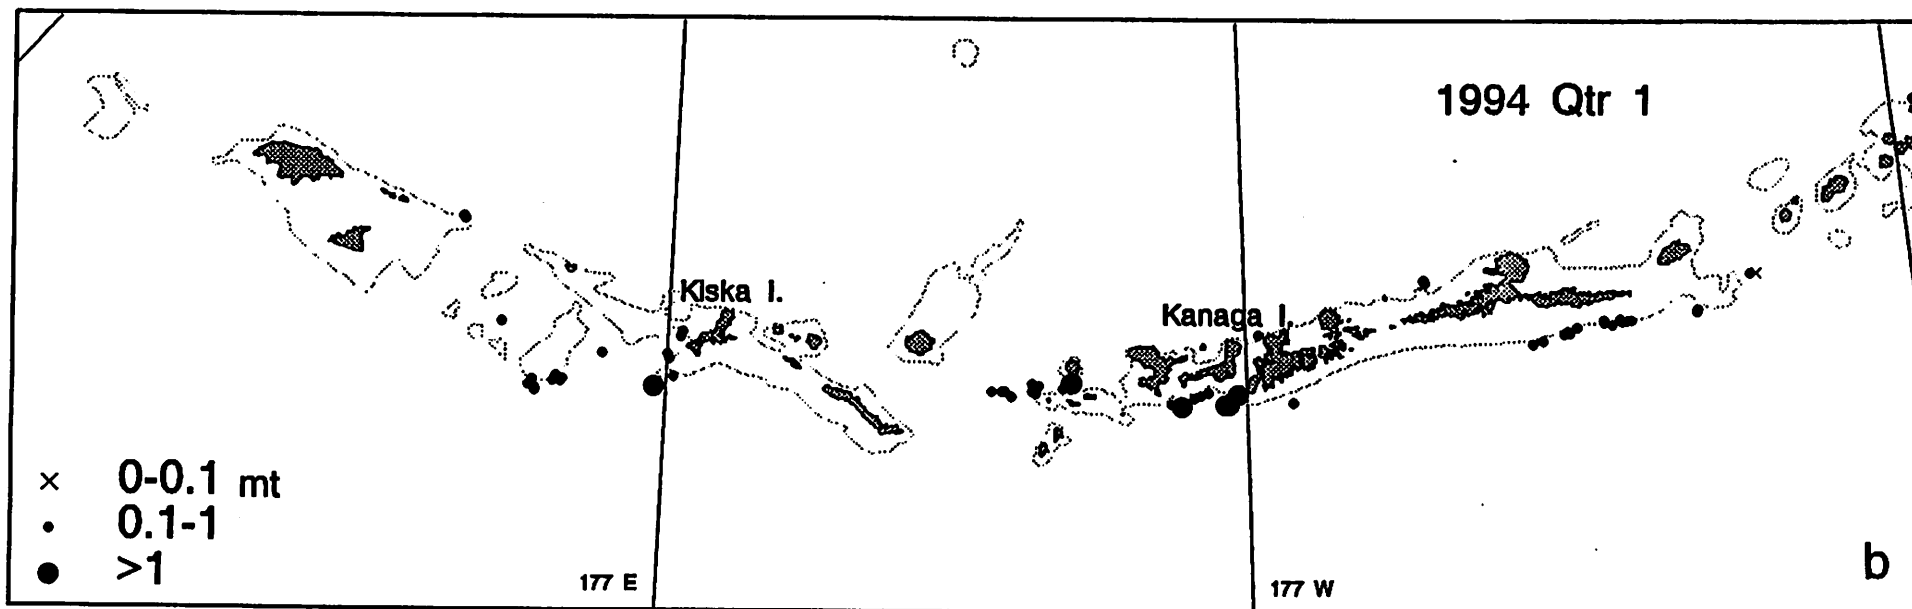 1994 Qtr 1
Kiska I.
Kanaga I.
× 0-0.1 mt
• 0.1-1
● >1
177 E
177 W
b